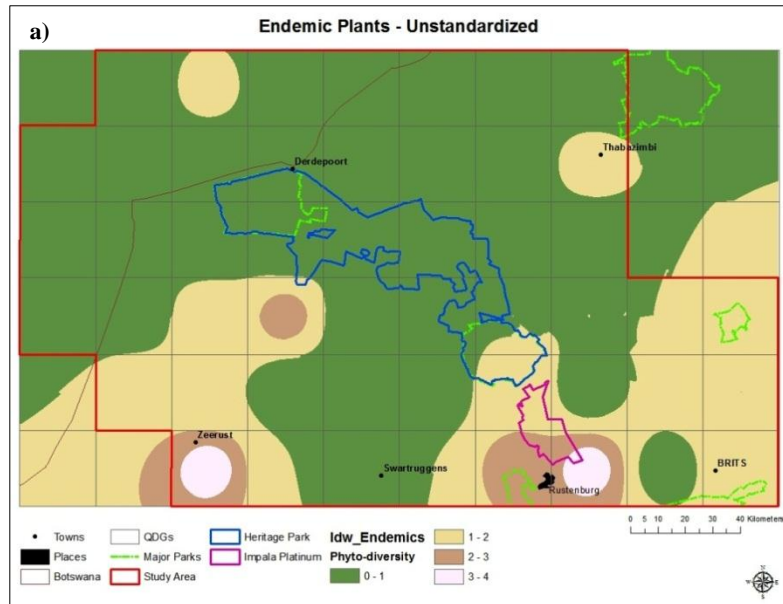 a)
Endemic Plants - Unstandardized
Thabazimbi
Derdepoort
Zeerust
Swartruggens
BRITS
Rustenburg
0 5 10 20 30 40 Kilometers
Towns QDGs Heritage Park Idw_Endemics 1 - 2
Places Major Parks Impala Platinum Phyto-diversity 2 - 3
Botswana Study Area 0 - 1 3 - 4